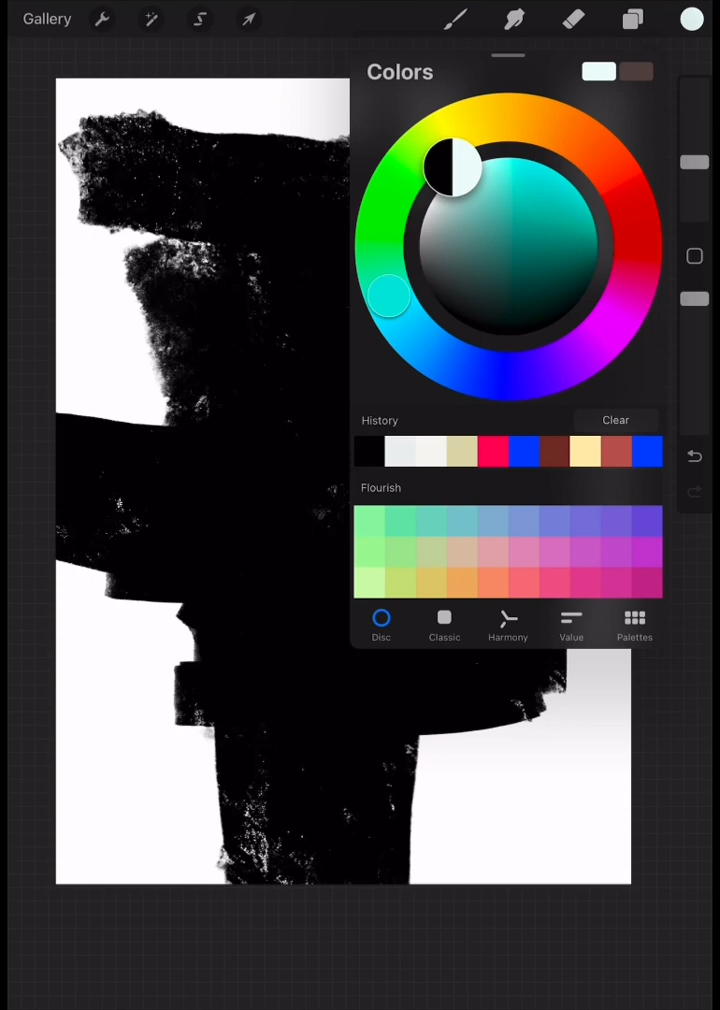 Gallery
Colors
History
Clear
Flourish
Disc
Classic
Harmony
Value
Palettes